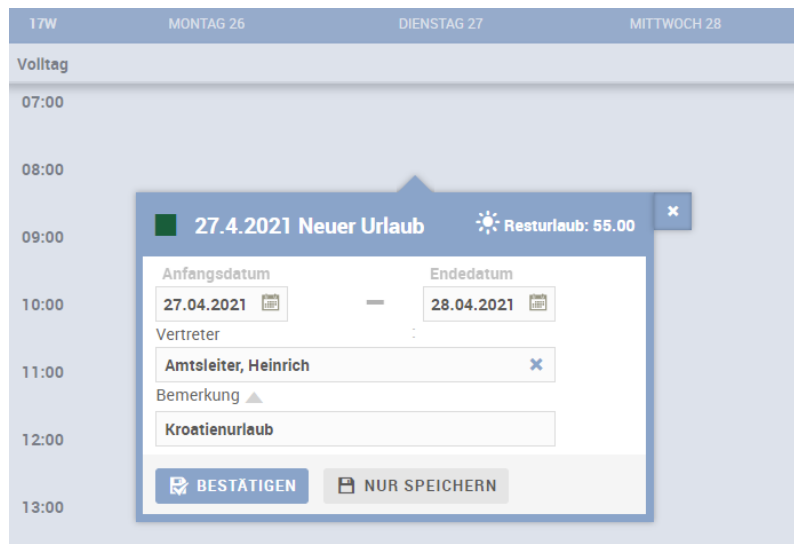 17W MONTAG 26 DIENSTAG 27 MITTWOCH 28
Volltag
07:00
08:00
09:00
10:00
11:00
12:00
13:00
27.4.2021 Neuer Urlaub Resturlaub: 55.00
Anfangsdatum Endedatum
27.04.2021 — 28.04.2021
Vertreter :
Amtsleiter, Heinrich
Bemerkung
Kroatienurlaub
BESTÄTIGEN NUR SPEICHERN